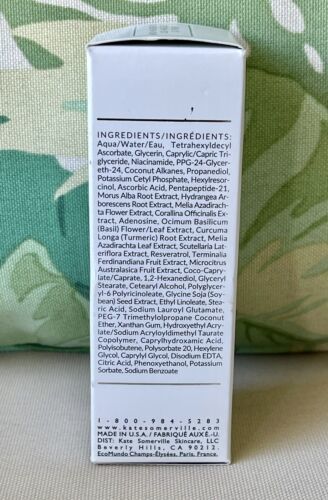 INGREDIENTS/INGRÉDIENTS:
Aqua/Water/Eau, Tetrahexyldecyl
Ascorbate, Glycerin, Caprylic/Capric Tri-
glyceride, Niacinamide, PPG-24-Glycer-
eth-24, Coconut Alkanes, Propanediol,
Potassium Cetyl Phosphate, Hexylresor-
cinol, Ascorbic Acid, Pentapeptide-21,
Morus Alba Root Extract, Hydrangea Ar-
borescens Root Extract, Melia Azadirach-
ta Flower Extract, Corallina Officinalis Ex-
tract, Adenosine, Ocimum Basilicum
(Basil) Flower/Leaf Extract, Curcuma
Longa (Turmeric) Root Extract, Melia
Azadirachta Leaf Extract, Scutellaria Lat-
eriflora Extract, Resveratrol, Terminalia
Ferdinandiana Fruit Extract, Microcitrus
Australasica Fruit Extract, Coco-Capry-
late/Caprate, 1,2-Hexanediol, Glyceryl
Stearate, Cetearyl Alcohol, Polyglycer-
yl-6 Polyricinoleate, Glycine Soja (Soy-
bean) Seed Extract, Ethyl Linoleate, Ste-
aric Acid, Sodium Lauroyl Glutamate,
PEG-7 Trimethylolpropane Coconut
Ether, Xanthan Gum, Hydroxyethyl Acry-
late/Sodium Acryloyldimethyl Taurate
Copolymer, Caprylhydroxamic Acid,
Polyisobutene, Polysorbate 20, Hexylene
Glycol, Caprylyl Glycol, Disodium EDTA,
Citric Acid, Phenoxyethanol, Potassium
Sorbate, Sodium Benzoate
1-800-984-5283
www.katesomerville.com
MADE IN U.S.A./ FABRIQUÉ AUX É.-U.
DIST: Kate Somerville Skincare, LLC
Beverly Hills, CA 90212.
EcoMundo Champs-Élysées, Paris, France.